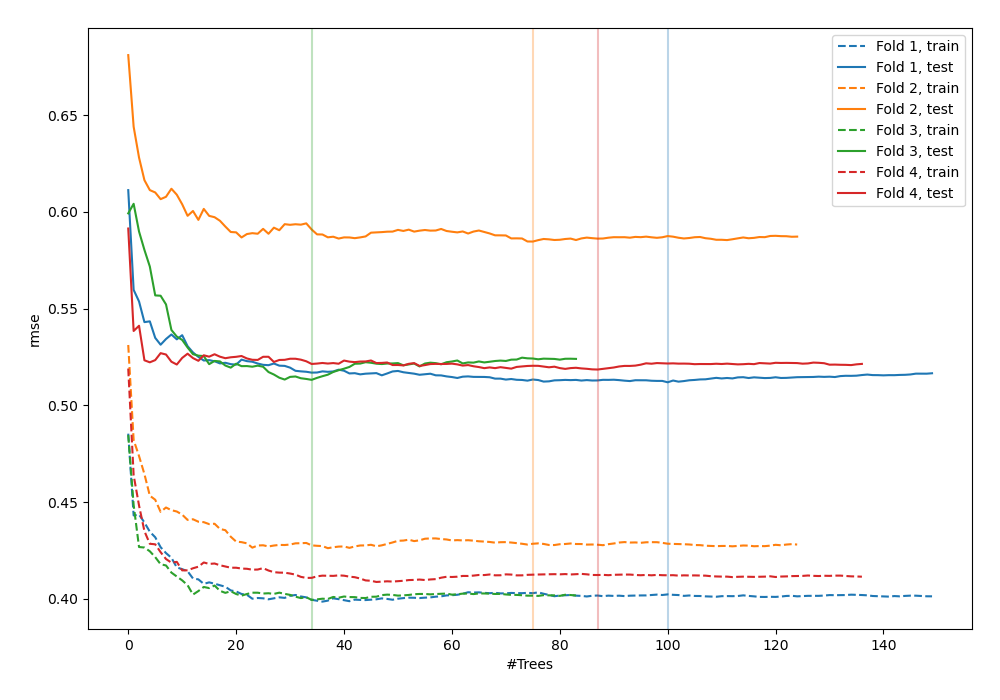 rmse
0.65
0.60
0.55
0.50
0.45
0.40
0
20
40
60
80
100
120
140
#Trees
Fold 1, train
Fold 1, test
Fold 2, train
Fold 2, test
Fold 3, train
Fold 3, test
Fold 4, train
Fold 4, test